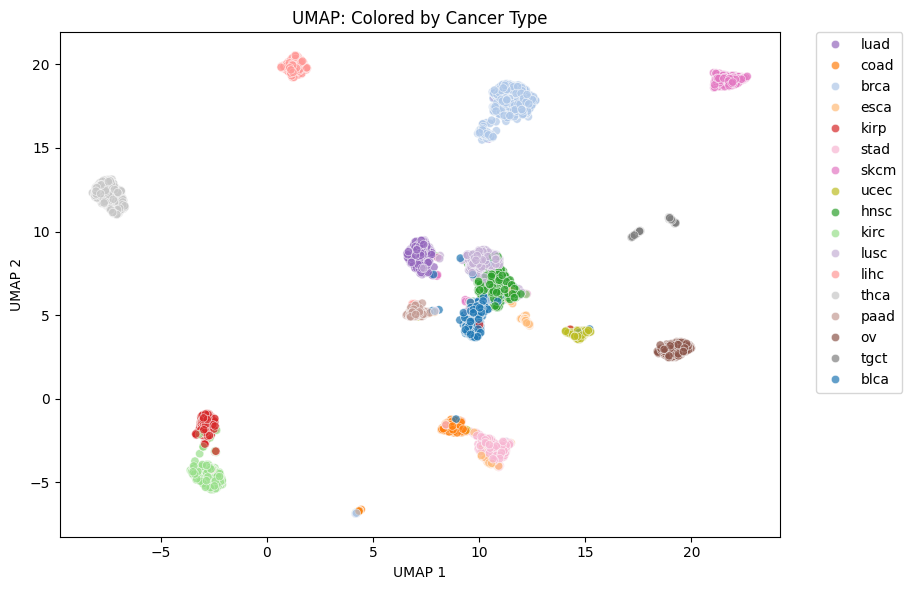 UMAP: Colored by Cancer Type
UMAP 2
20
15
10
5
0
−5
−5
0
5
10
15
20
UMAP 1
luad
coad
brca
esca
kirp
stad
skcm
ucec
hnsc
kirc
lusc
lihc
thca
paad
ov
tgct
blca